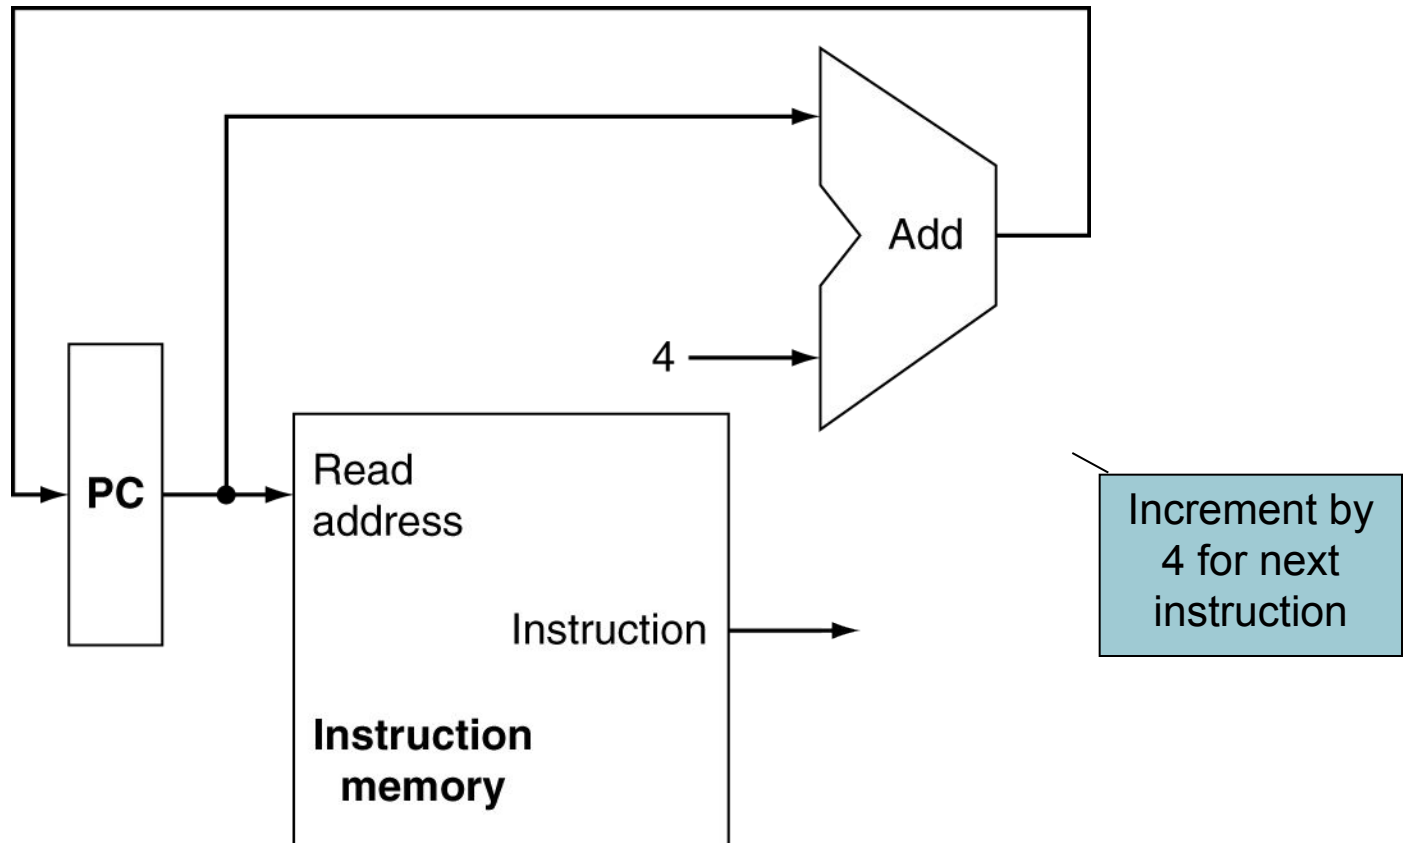 Add
4
PC
Read
address
Instruction
Instruction
memory
Increment by
4 for next
instruction